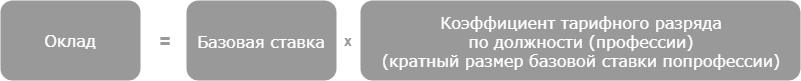 Оклад = Базовая ставка x Коэффициент тарифного разряда
по должности (профессии)
(кратный размер базовой ставки попрофессии)